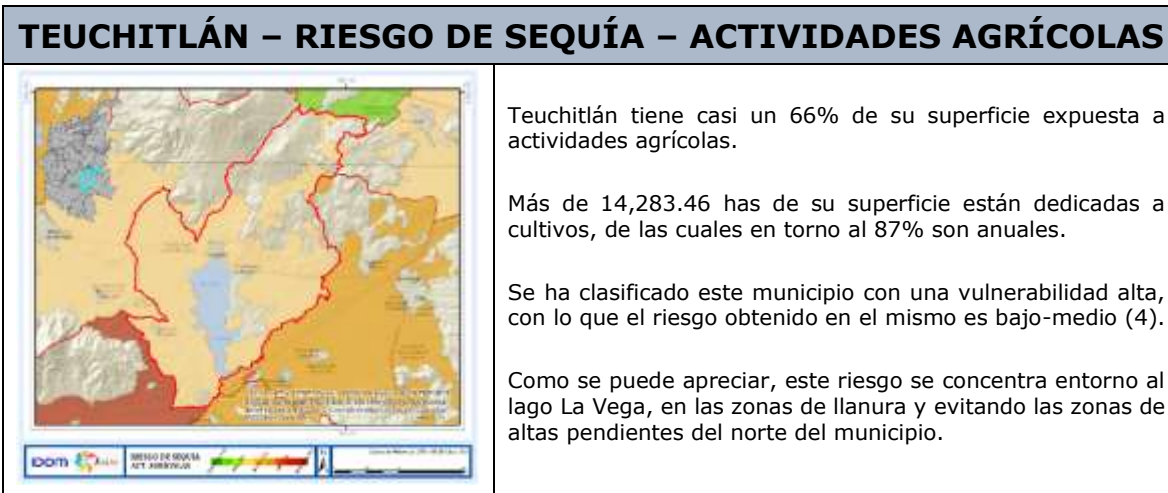 TEUCHITLÁN – RIESGO DE SEQUÍA – ACTIVIDADES AGRÍCOLAS
Teuchitlán tiene casi un 66% de su superficie expuesta a
actividades agrícolas.
Más de 14,283.46 has de su superficie están dedicadas a
cultivos, de las cuales en torno al 87% son anuales.
Se ha clasificado este municipio con una vulnerabilidad alta,
con lo que el riesgo obtenido en el mismo es bajo-medio (4).
Como se puede apreciar, este riesgo se concentra entorno al
lago La Vega, en las zonas de llanura y evitando las zonas de
altas pendientes del norte del municipio.
IDOM
RIESGO DE SEQUÍA
ACT. AGRÍCOLAS